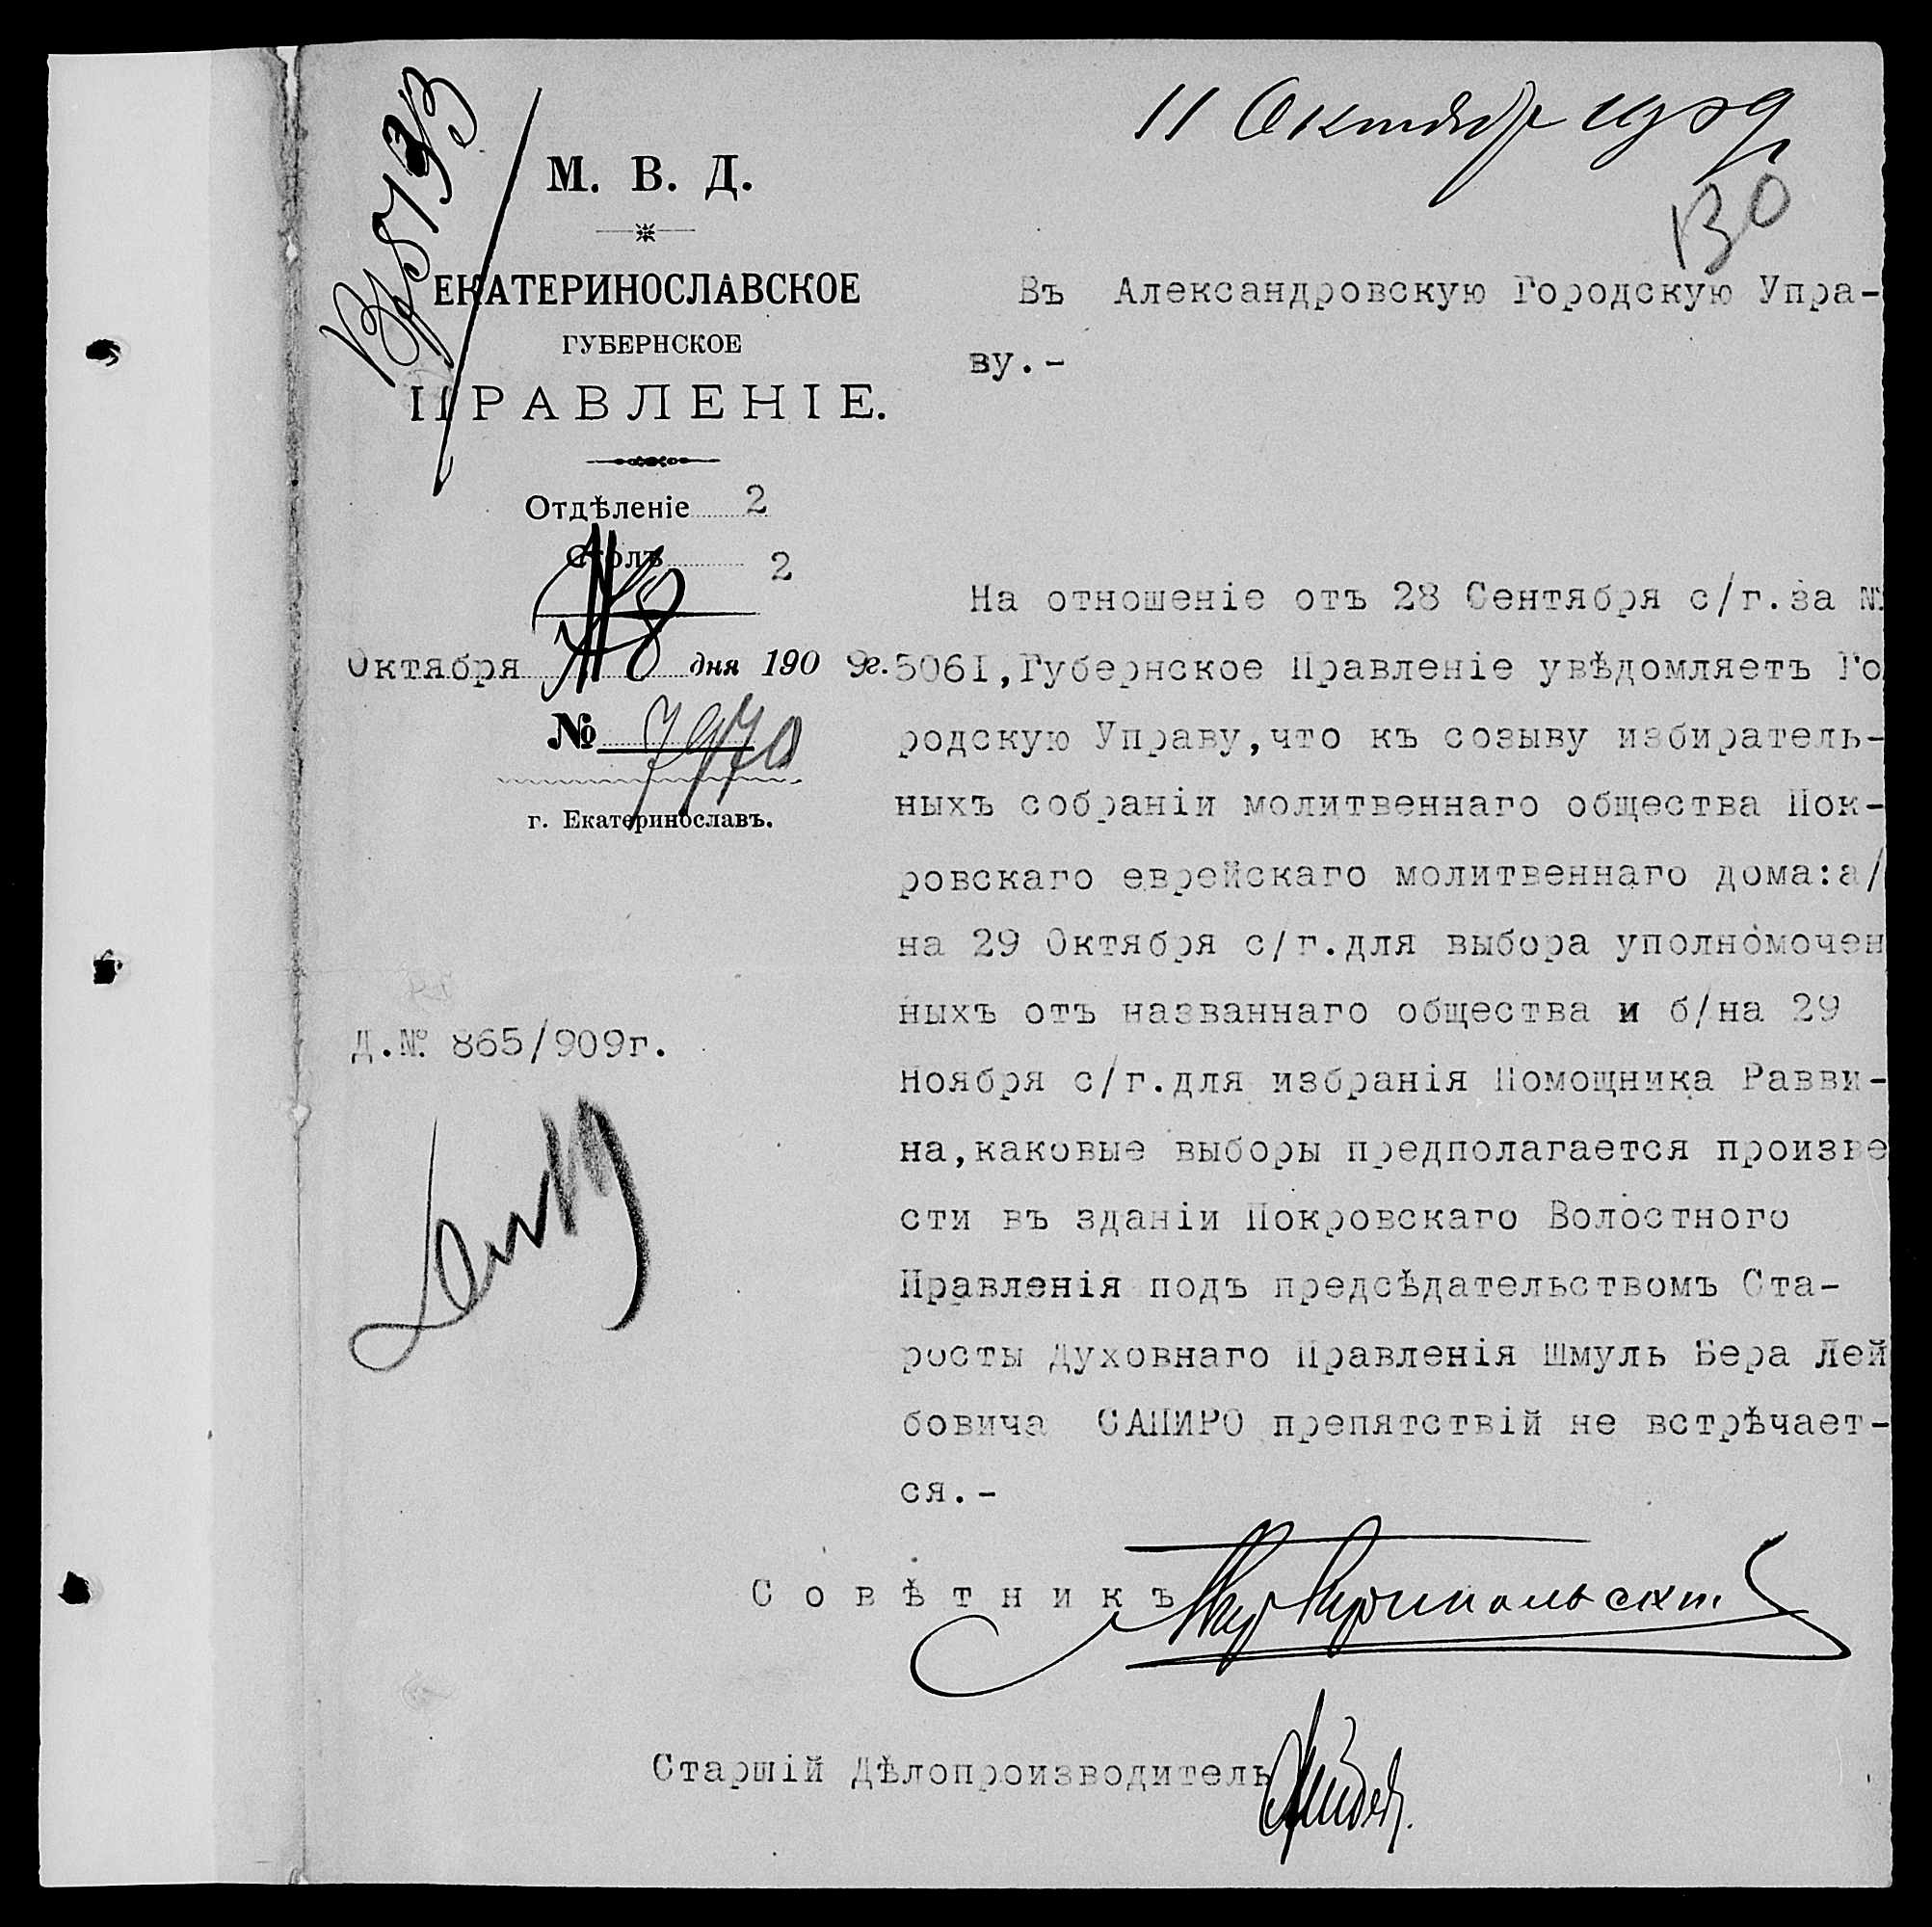 11 Октября 1909
130
М. В. Д.
ЕКАТЕРИНОСЛАВСКОЕ
ГУБЕРНСКОЕ
ПРАВЛЕНІЕ.
Отдѣленіе 2
Столъ 2
Октября 8 дня 1909г.
№ 7970
г. Екатеринославъ.
Д.№ 865/909г.
Въ Александровскую Городскую Упра-
ву.-
На отношеніе отъ 28 Сентября с/г.за №
5061,Губернское Правленіе увѣдомляетъ Го
родскую Управу,что къ созыву избиратель-
ныхъ собраніи молитвеннаго общества Пок-
ровскаго еврейскаго молитвеннаго дома:а/
на 29 Октября с/г.для выбора уполномочен
ныхъ отъ названнаго общества и б/на 29
Ноября с/г.для избранія Помощника Равви-
на,каковые выборы предполагается произве
сти въ зданіи Покровскаго Волостного
Правленія подъ предсѣдательствомъ Ста-
росты Духовнаго Правленія Шмуль Бера Лей
бовича САПИРО препятствій не встрѣчает-
ся.-
Совѣтникъ
Старшій Дѣлопроизводитель